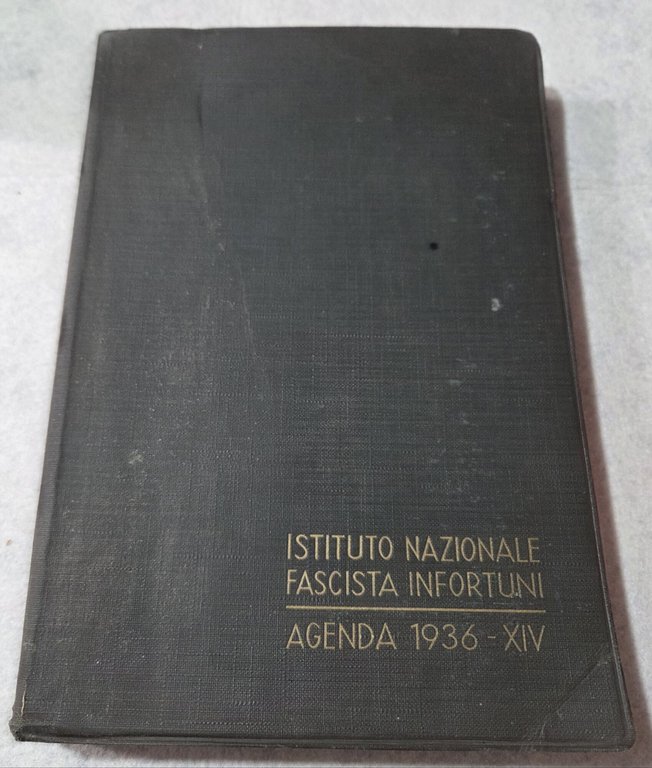 ISTITUTO NAZIONALE
FASCISTA INFORTUNI
AGENDA 1936-XIV